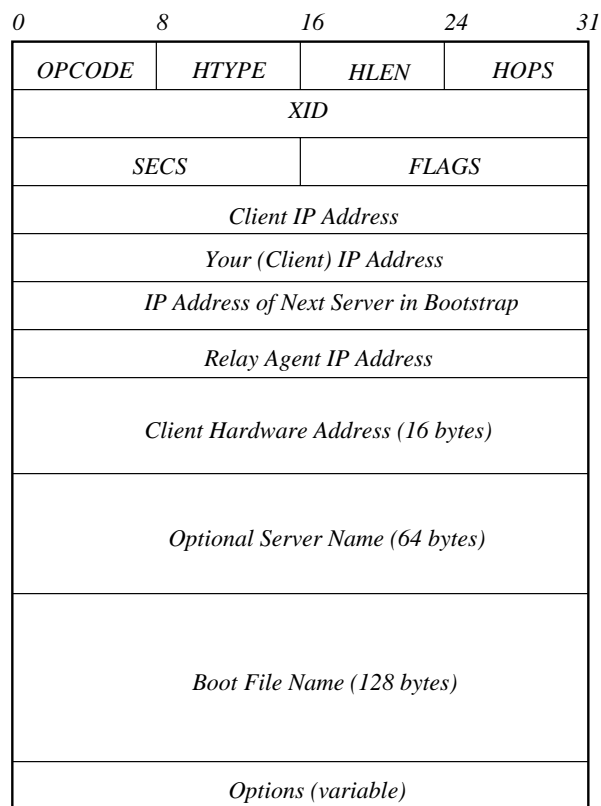 0 8 16 24 31
OPCODE HTYPE HLEN HOPS
XID
SECS FLAGS
Client IP Address
Your (Client) IP Address
IP Address of Next Server in Bootstrap
Relay Agent IP Address
Client Hardware Address (16 bytes)
Optional Server Name (64 bytes)
Boot File Name (128 bytes)
Options (variable)